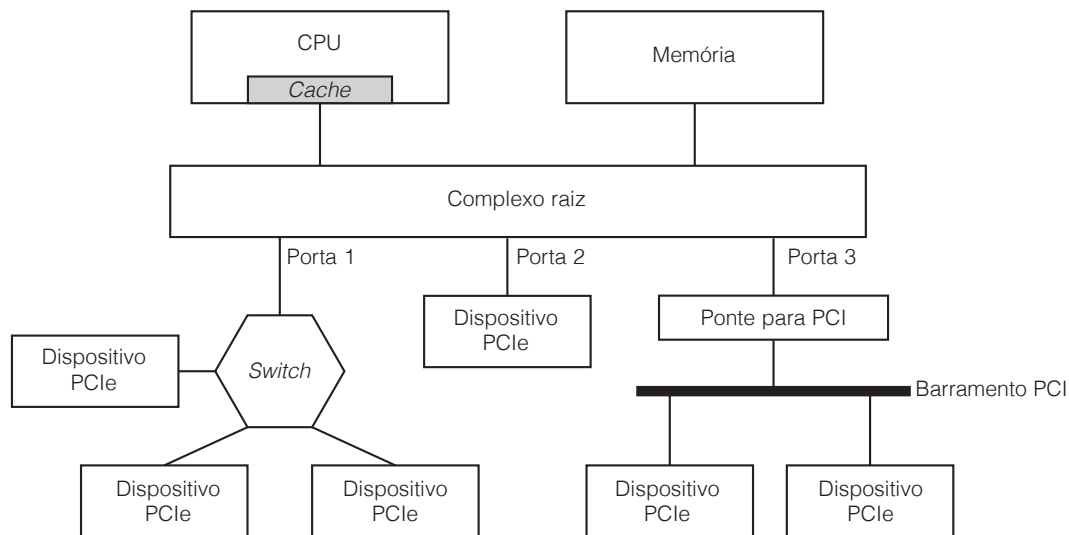 CPU
Cache
Memória
Complexo raiz
Porta 1
Porta 2
Porta 3
Dispositivo
PCIe
Ponte para PCI
Dispositivo
PCIe
Switch
Barramento PCI
Dispositivo
PCIe
Dispositivo
PCIe
Dispositivo
PCIe
Dispositivo
PCIe